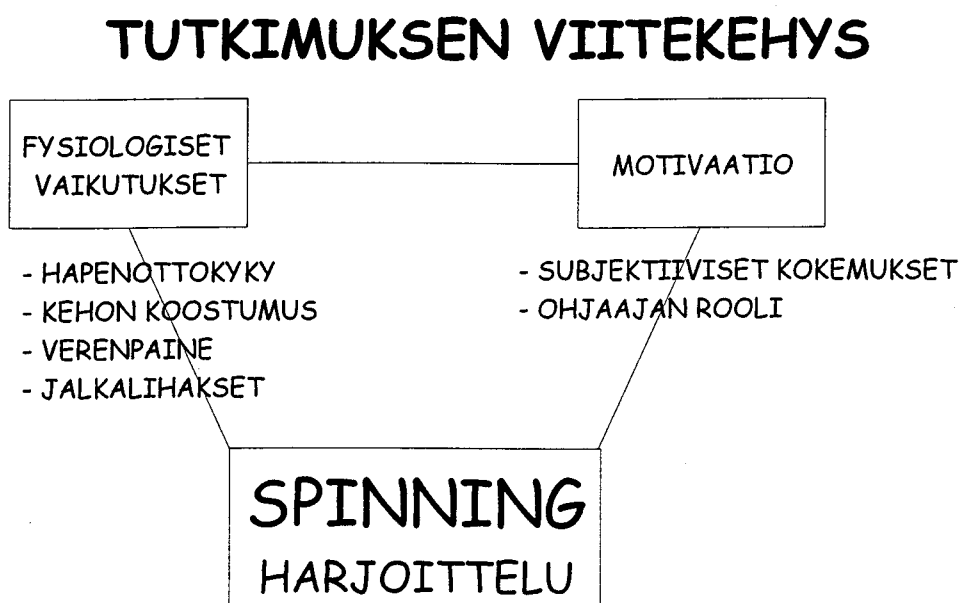 TUTKIMUKSEN VIITEKEHYS
FYSIOLOGISET
VAIKUTUKSET
MOTIVAATIO
- HAPENOTTOKYKY
- KEHON KOOSTUMUS
- VERENPAINE
- JALKALIHAKSET
- SUBJEKTIIVISET KOKEMUKSET
- OHJAAJAN ROOLI
SPINNING
HARJOITTELU